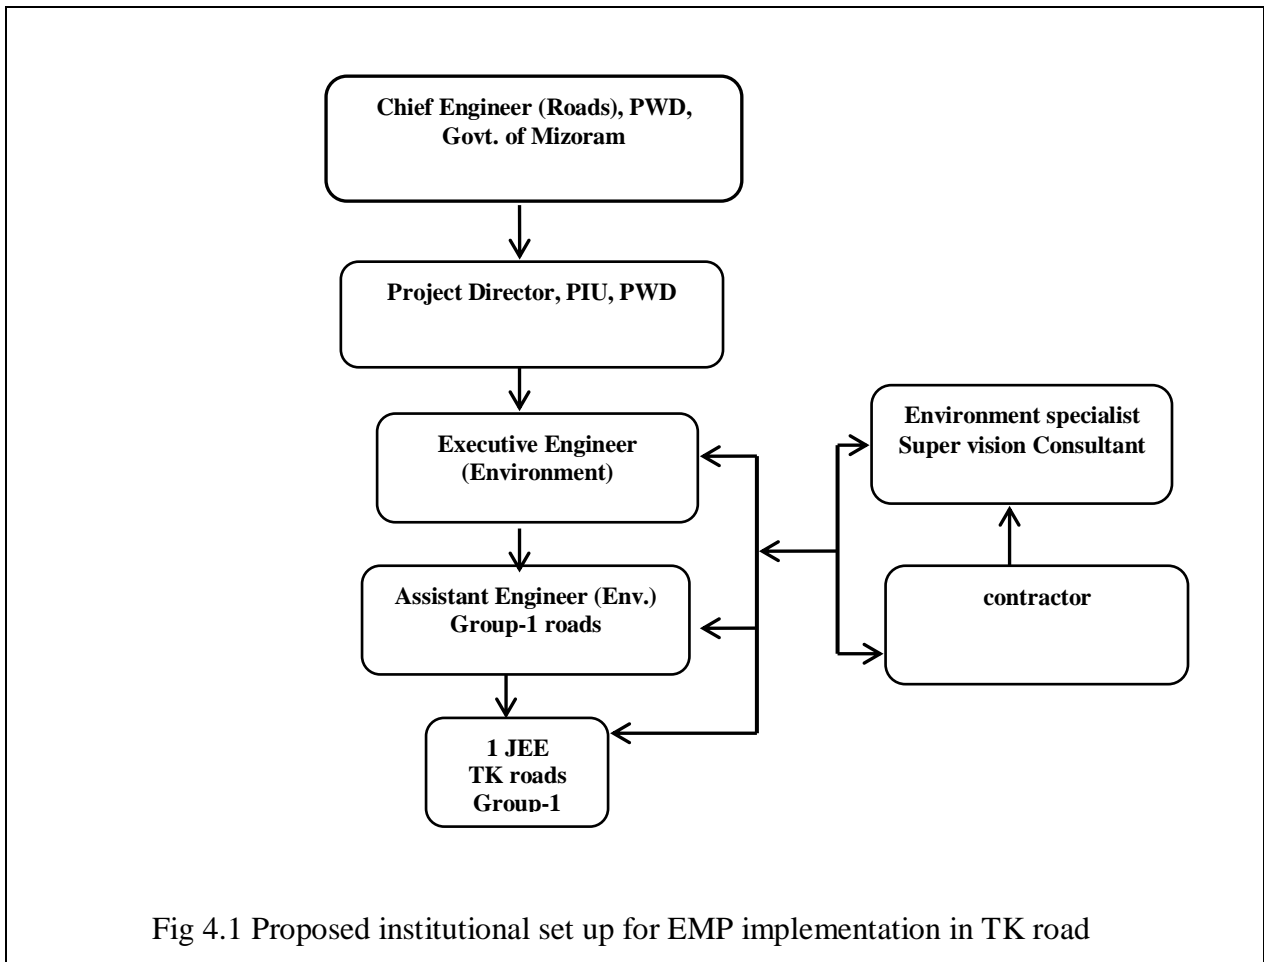 Chief Engineer (Roads), PWD,
Govt. of Mizoram
Project Director, PIU, PWD
Executive Engineer
(Environment)
Environment specialist
Super vision Consultant
Assistant Engineer (Env.)
Group-1 roads
contractor
1 JEE
TK roads
Group-1
Fig 4.1 Proposed institutional set up for EMP implementation in TK road